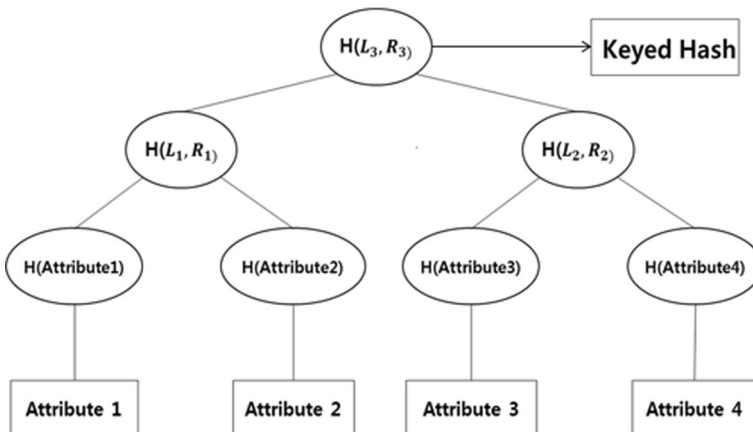 H(L₃, R₃)
Keyed Hash
H(L₁, R₁)
H(L₂, R₂)
H(Attribute1)
H(Attribute2)
H(Attribute3)
H(Attribute4)
Attribute 1
Attribute 2
Attribute 3
Attribute 4